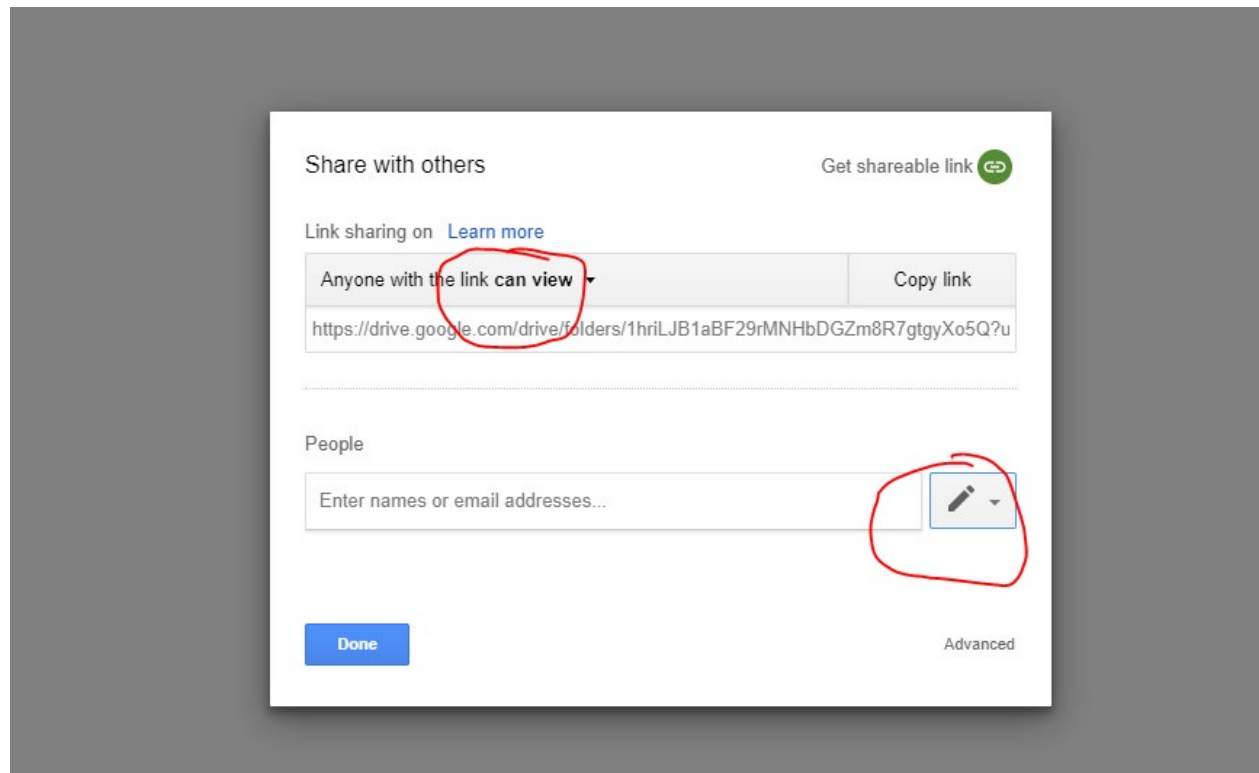 Share with others
Get shareable link
Link sharing on Learn more
Anyone with the link can view
Copy link
https://drive.google.com/drive/folders/1hriLJB1aBF29rMNHbDGZm8R7gtgyXo5Q?u
People
Enter names or email addresses...
Done
Advanced